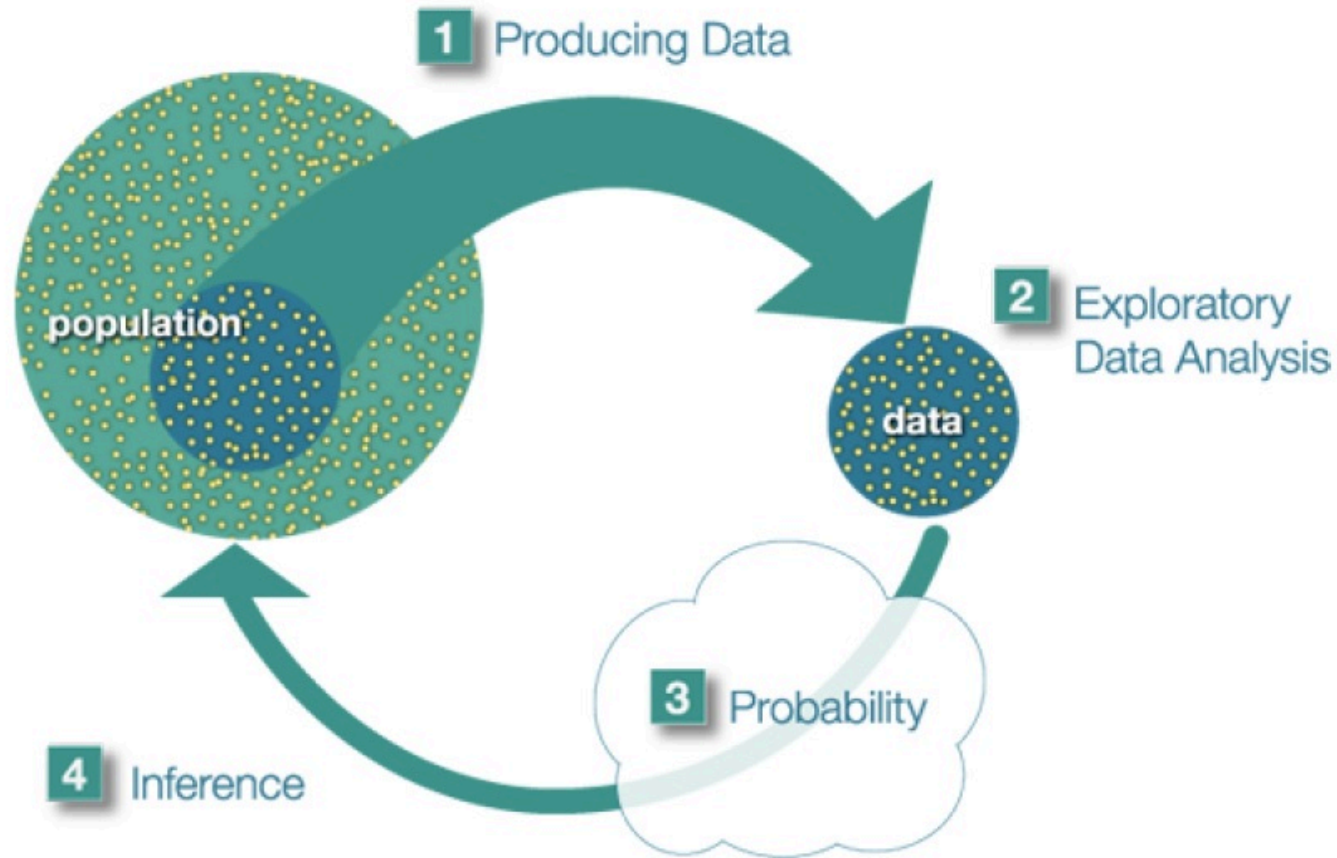 1 Producing Data
population
2 Exploratory
Data Analysis
data
3 Probability
4 Inference